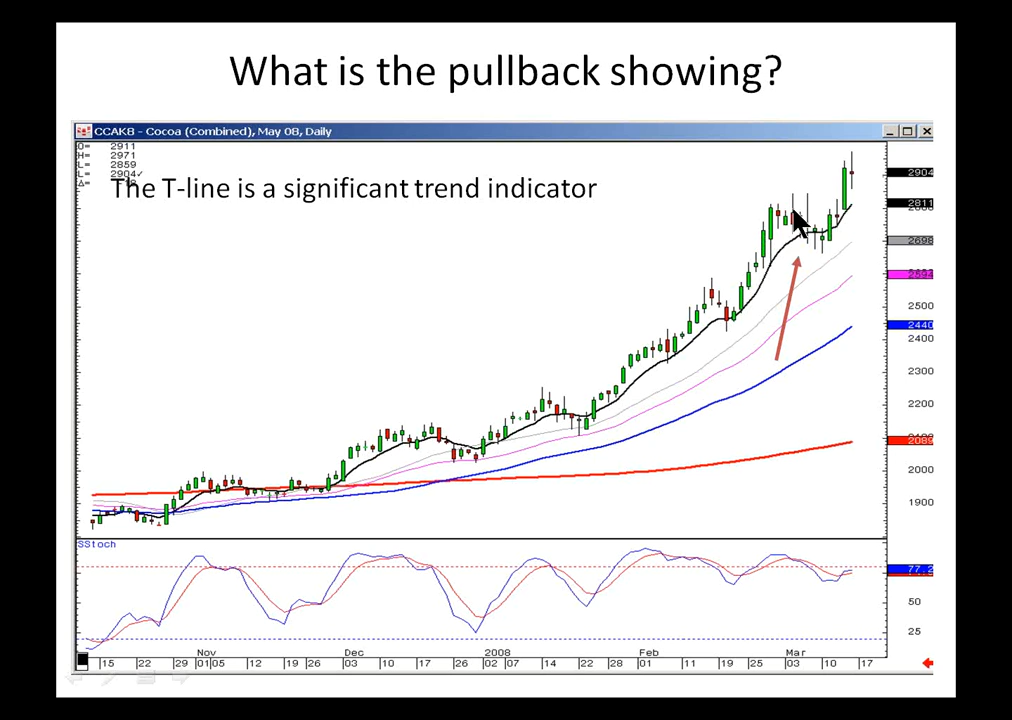 What is the pullback showing?
CCAK8 - Cocoa (Combined), May 08, Daily
O= 2911
H= 2971
L= 2859
L= 2904✓
Δ=
The T-line is a significant trend indicator
2904
2811
2698
2440
2500
2400
2300
2200
2089
2000
1900
SStoch
77.2
50
25
Nov Dec 2008 Feb Mar
15 22 29 01 05 12 19 26 03 10 17 26 02 07 14 22 28 01 11 19 25 03 10 17